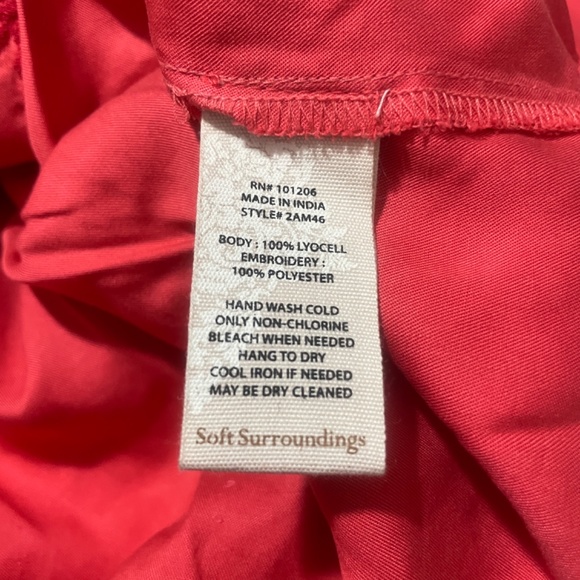 RN# 101206
MADE IN INDIA
STYLE# 2AM46
BODY : 100% LYOCELL
EMBROIDERY :
100% POLYESTER
HAND WASH COLD
ONLY NON-CHLORINE
BLEACH WHEN NEEDED
HANG TO DRY
COOL IRON IF NEEDED
MAY BE DRY CLEANED
Soft Surroundings